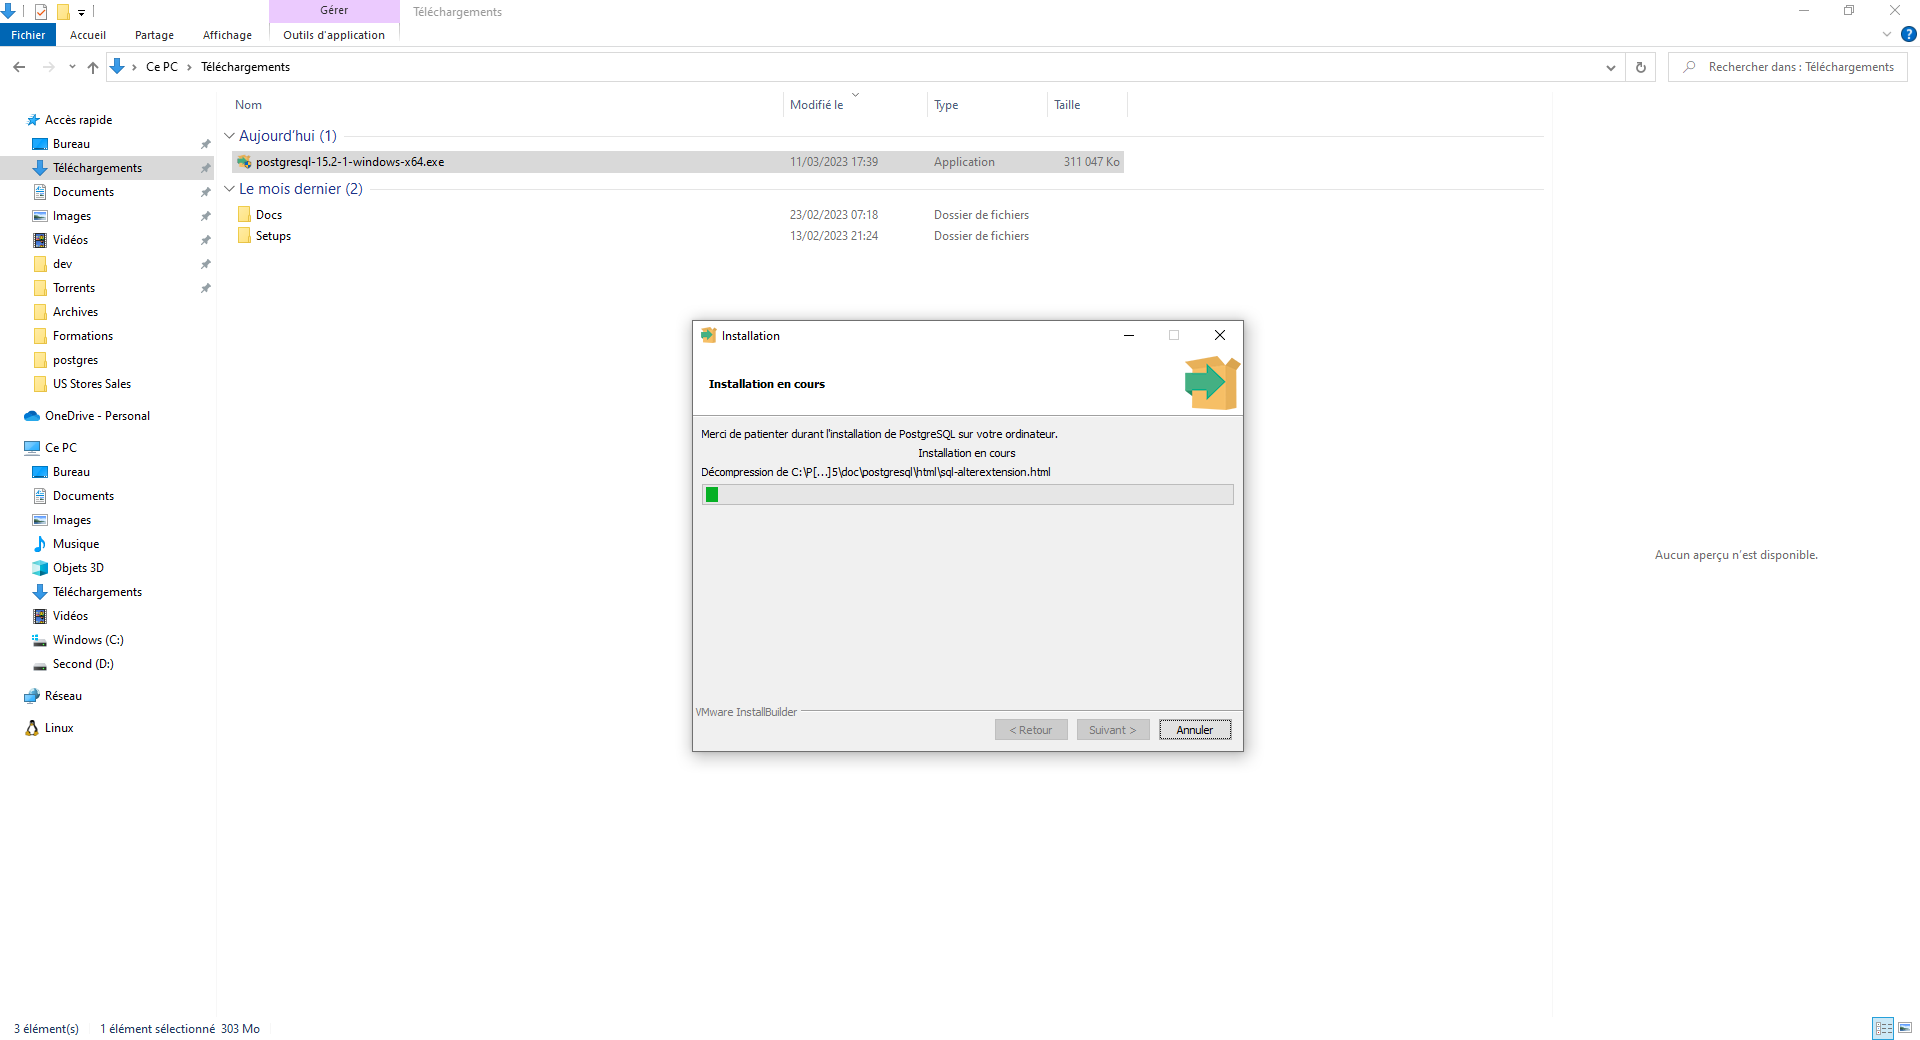 Gérer
Téléchargements
Fichier
Accueil
Partage
Affichage
Outils d'application
?
Ce PC
Téléchargements
Rechercher dans : Téléchargements
Nom
Modifié le
Type
Taille
Aujourd'hui (1)
postgresql-15.2-1-windows-x64.exe
11/03/2023 17:39
Application
311 047 Ko
Le mois dernier (2)
Docs
23/02/2023 07:18
Dossier de fichiers
Setups
13/02/2023 21:24
Dossier de fichiers
Accès rapide
Bureau
Téléchargements
Documents
Images
Vidéos
dev
Torrents
Archives
Formations
postgres
US Stores Sales
OneDrive - Personal
Ce PC
Bureau
Documents
Images
Musique
Objets 3D
Téléchargements
Vidéos
Windows (C:)
Second (D:)
Réseau
Linux
Installation
Installation en cours
Merci de patienter durant l'installation de PostgreSQL sur votre ordinateur.
Installation en cours
Décompression de C:\P[...]5\doc\postgresql\html\sql-alterextension.html
VMware InstallBuilder
< Retour
Suivant >
Annuler
Aucun aperçu n'est disponible.
3 élément(s)
1 élément sélectionné 303 Mo